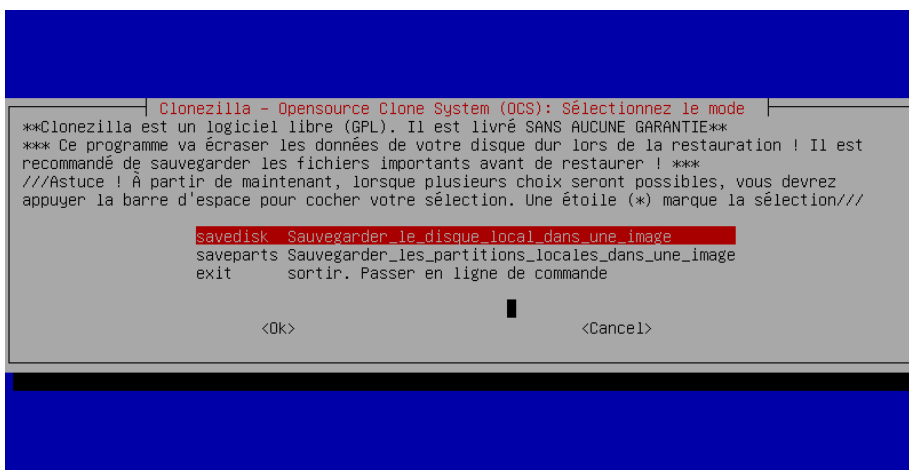 Clonezilla - Opensource Clone System (OCS): Sélectionnez le mode
**Clonezilla est un logiciel libre (GPL). Il est livré SANS AUCUNE GARANTIE**
*** Ce programme va écraser les données de votre disque dur lors de la restauration ! Il est
recommandé de sauvegarder les fichiers importants avant de restaurer ! ***
///Astuce ! À partir de maintenant, lorsque plusieurs choix seront possibles, vous devrez
appuyer la barre d'espace pour cocher votre sélection. Une étoile (*) marque la sélection///
savedisk Sauvegarder_le_disque_local_dans_une_image
saveparts Sauvegarder_les_partitions_locales_dans_une_image
exit sortir. Passer en ligne de commande
<Ok> <Cancel>